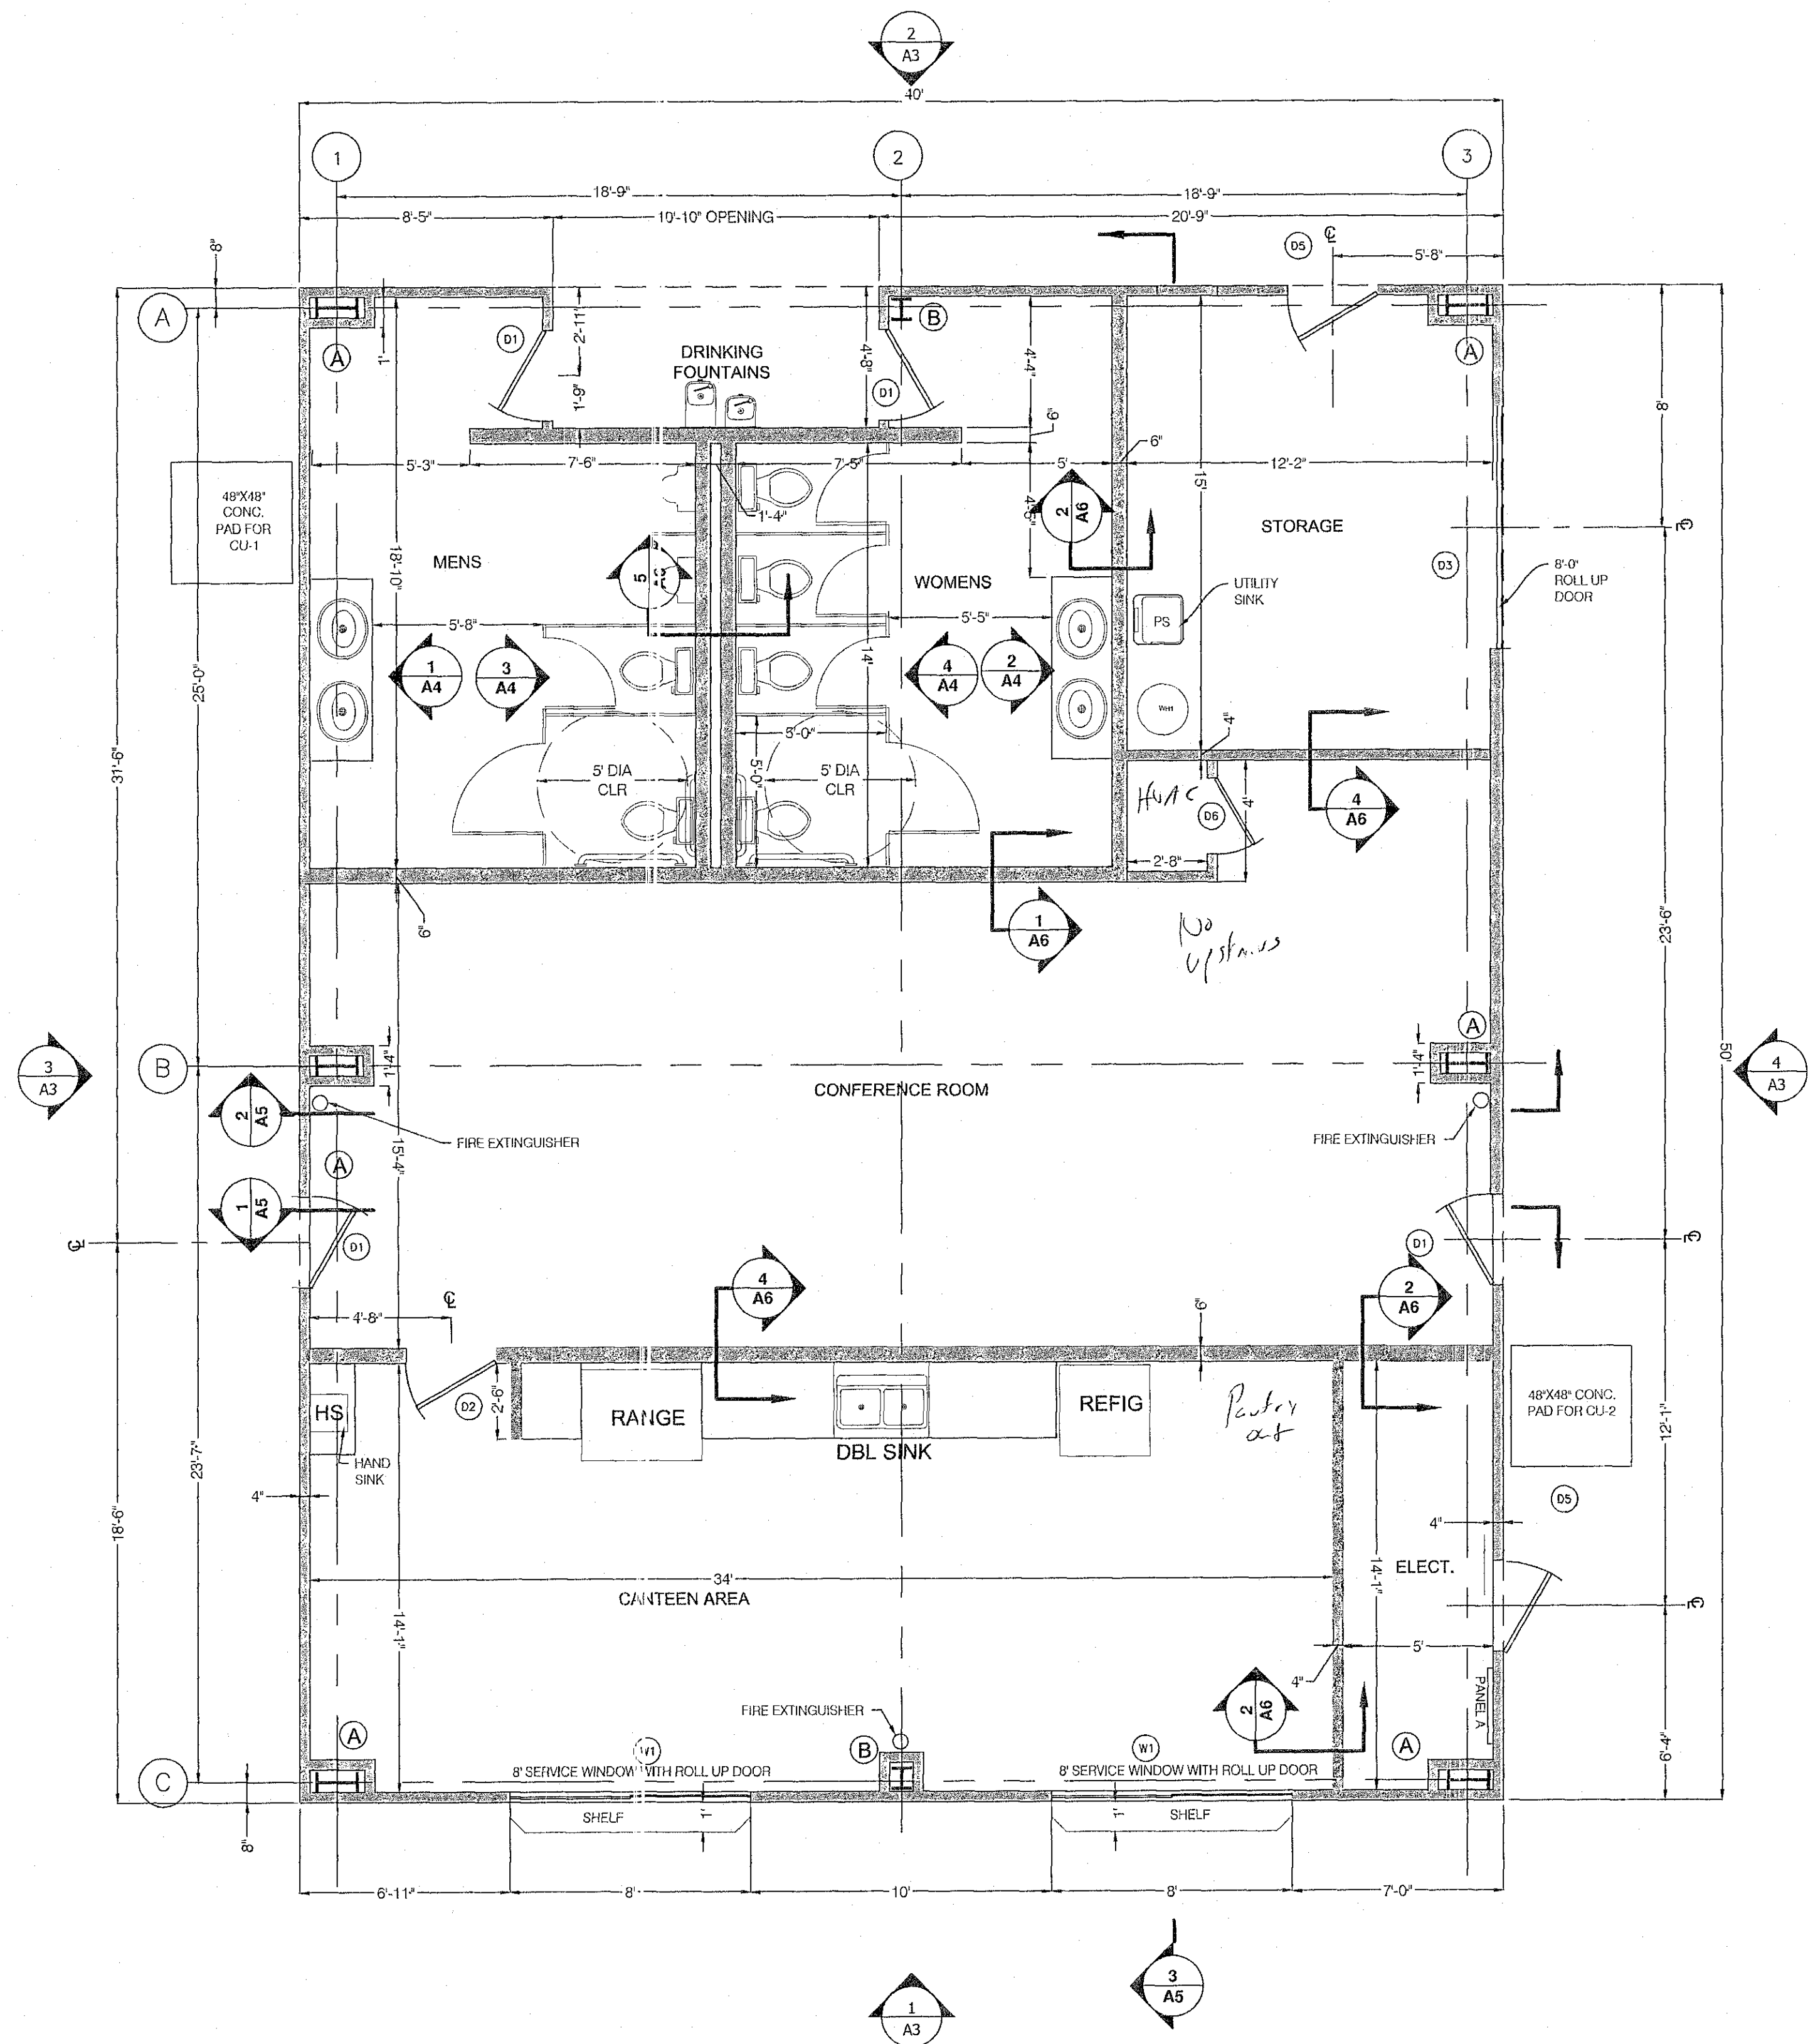 2
A3
40'
1
2
3
18'-9"
18'-9"
8'-5"
10'-10" OPENING
20'-9"
8"
D5
5'-8"
A
A
1'
D1
2'-11"
1'-9"
DRINKING
FOUNTAINS
4'-8"
D1
B
4'-4"
6"
A
8'
5'-3"
7'-6"
7'-5"
5'
6"
12'-2"
48"X48"
CONC.
PAD FOR
CU-1
1'-4"
4'-5"
2
A6
15'
STORAGE
18'-10"
MENS
5
WOMENS
UTILITY
SINK
PS
D3
8'-0"
ROLL UP
DOOR
5'-8"
5'-5"
1
A4
3
A4
14'
4
A4
2
A4
WH1
25'-0"
31'-6"
4"
5'-0"
5'-0"
5' DIA
CLR
5' DIA
CLR
HVAC
D6
4'
4
A6
2'-8"
6"
1
A6
No
upstairs
23'-6"
3
A3
B
1'-4"
CONFERENCE ROOM
A
1'-4"
50'
4
A3
2
A5
FIRE EXTINGUISHER
FIRE EXTINGUISHER
15'-4"
A
1
A5
D1
D1
4
A6
2
A6
4'-8"
6"
HS
D2
2'-6"
RANGE
DBL SINK
REFIG
Pantry
out
48"X48" CONC.
PAD FOR CU-2
12'-1"
HAND
SINK
23'-7"
4"
18'-6"
D5
4"
34'
CANTEEN AREA
14'-1"
14'-1"
ELECT.
5'
4"
2
A6
PANEL A
6'-4"
FIRE EXTINGUISHER
A
W1
B
W1
A
C
8' SERVICE WINDOW WITH ROLL UP DOOR
8' SERVICE WINDOW WITH ROLL UP DOOR
SHELF
1'
1'
SHELF
8"
6'-11"
8'
10'
8'
7'-0"
3
A5
1
A3